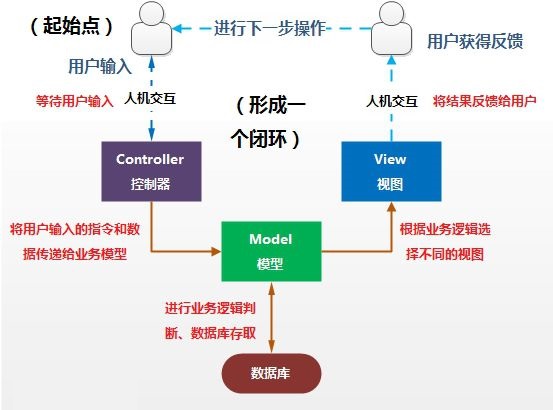 （起始点）
进行下一步操作
用户输入
用户获得反馈
等待用户输入
人机交互
（形成一
个闭环）
人机交互
将结果反馈给用户
Controller
控制器
View
视图
将用户输入的指令和数
据传递给业务模型
Model
模型
根据业务逻辑选
择不同的视图
进行业务逻辑判
断、数据库存取
数据库